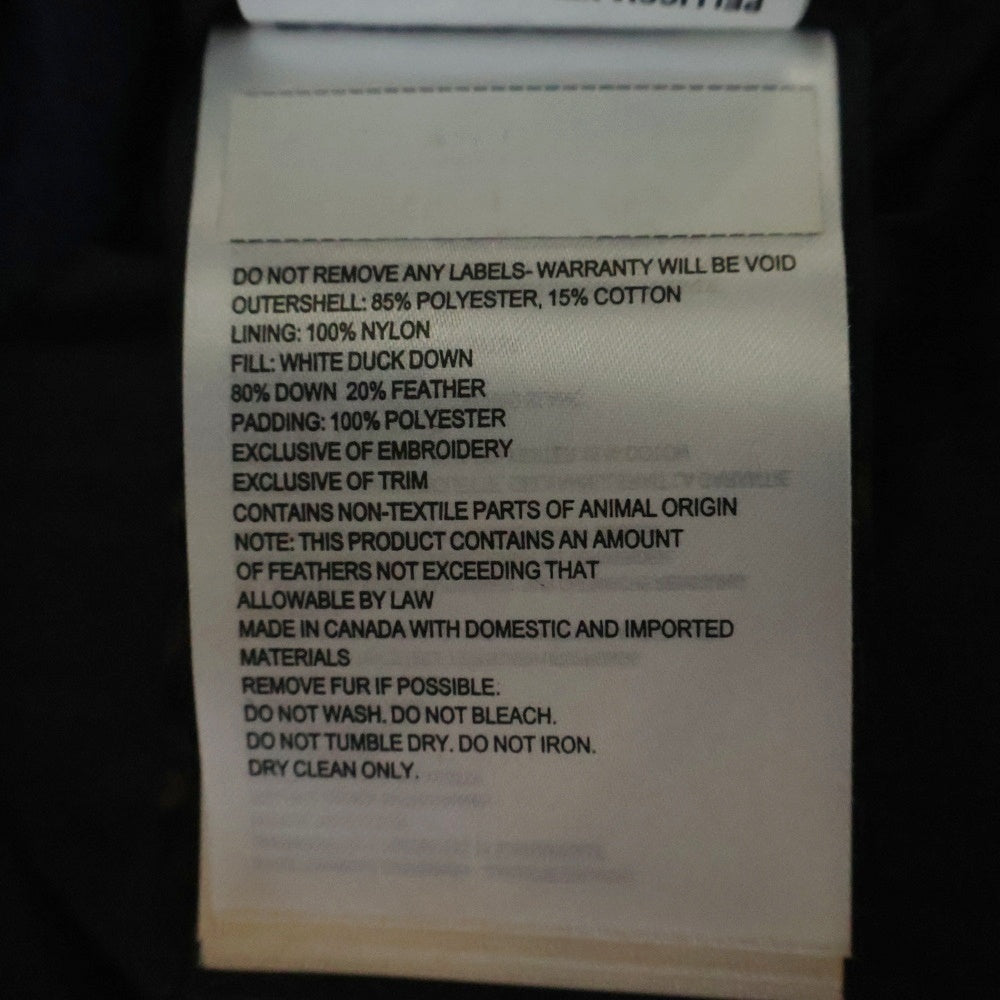 DO NOT REMOVE ANY LABELS- WARRANTY WILL BE VOID
OUTERSHELL: 85% POLYESTER, 15% COTTON
LINING: 100% NYLON
FILL: WHITE DUCK DOWN
80% DOWN 20% FEATHER
PADDING: 100% POLYESTER
EXCLUSIVE OF EMBROIDERY
EXCLUSIVE OF TRIM
CONTAINS NON-TEXTILE PARTS OF ANIMAL ORIGIN
NOTE: THIS PRODUCT CONTAINS AN AMOUNT
OF FEATHERS NOT EXCEEDING THAT
ALLOWABLE BY LAW
MADE IN CANADA WITH DOMESTIC AND IMPORTED
MATERIALS
REMOVE FUR IF POSSIBLE.
DO NOT WASH. DO NOT BLEACH.
DO NOT TUMBLE DRY. DO NOT IRON.
DRY CLEAN ONLY.